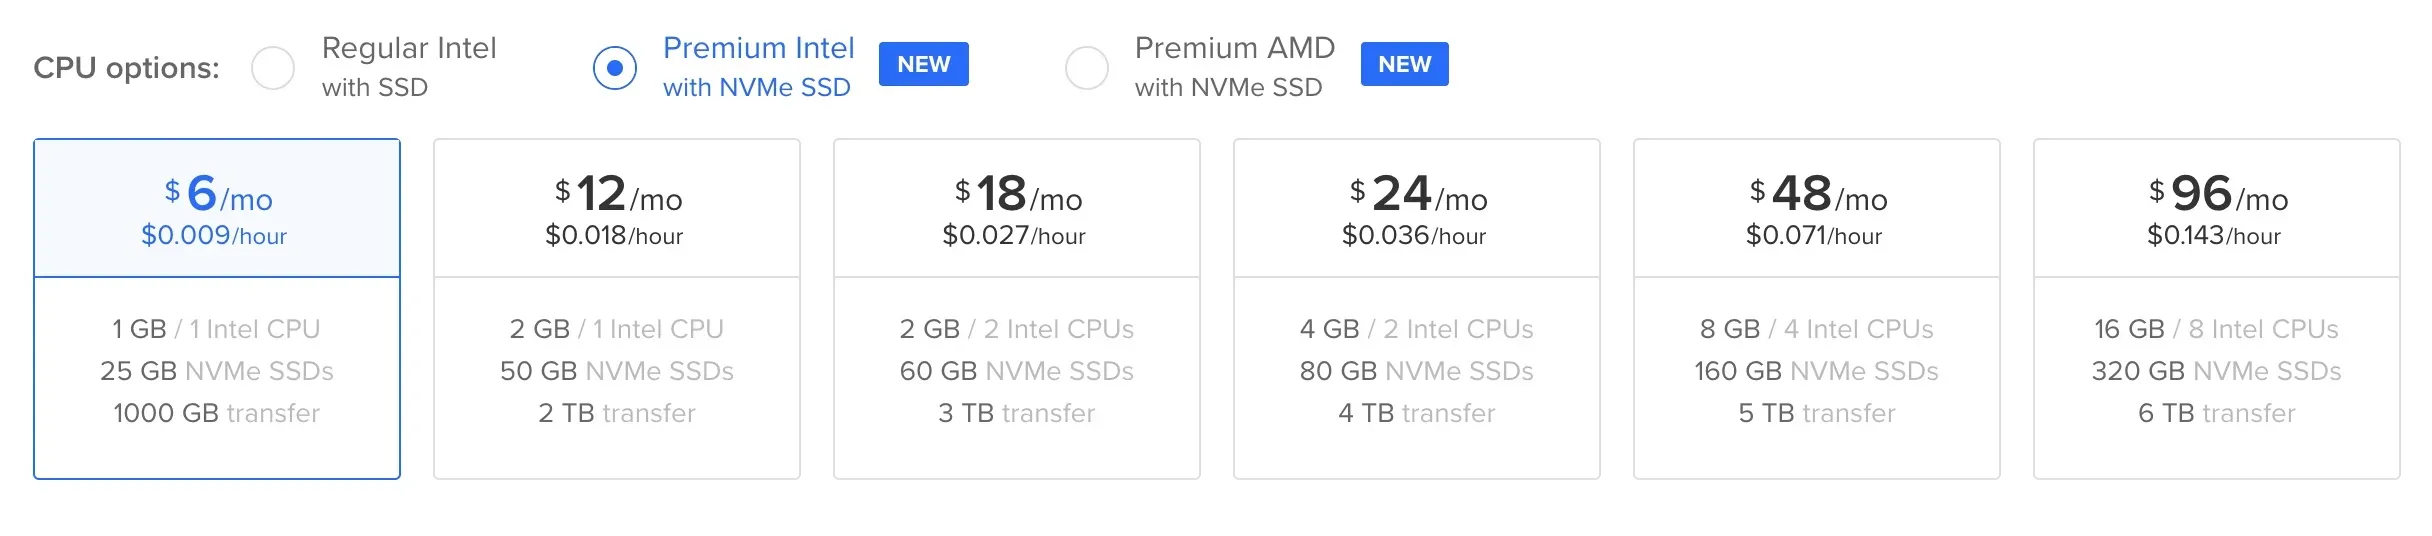 CPU options:
Regular Intel
with SSD
Premium Intel
with NVMe SSD
NEW
Premium AMD
with NVMe SSD
NEW
$6/mo
$0.009/hour
1 GB / 1 Intel CPU
25 GB NVMe SSDs
1000 GB transfer
$12/mo
$0.018/hour
2 GB / 1 Intel CPU
50 GB NVMe SSDs
2 TB transfer
$18/mo
$0.027/hour
2 GB / 2 Intel CPUs
60 GB NVMe SSDs
3 TB transfer
$24/mo
$0.036/hour
4 GB / 2 Intel CPUs
80 GB NVMe SSDs
4 TB transfer
$48/mo
$0.071/hour
8 GB / 4 Intel CPUs
160 GB NVMe SSDs
5 TB transfer
$96/mo
$0.143/hour
16 GB / 8 Intel CPUs
320 GB NVMe SSDs
6 TB transfer